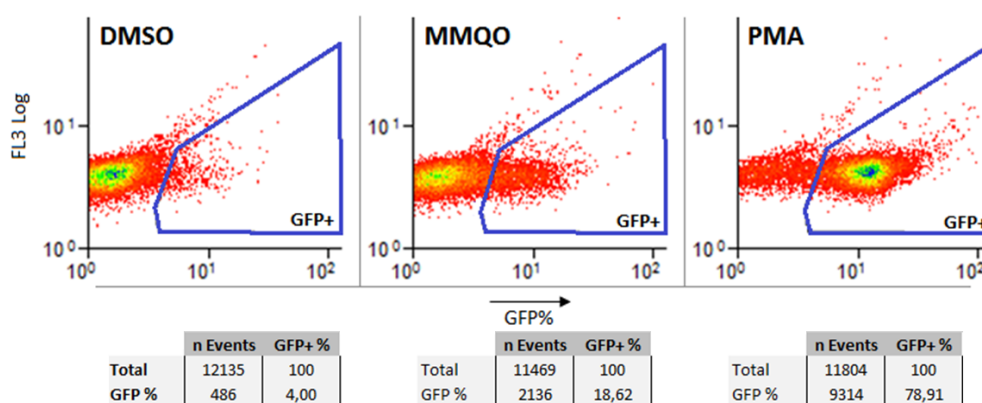 DMSO MMQO PMA
FL3 Log
10¹ 10¹ 10¹
GFP+ GFP+ GFP+
10⁰ 10⁰ 10⁰
10⁰ 10¹ 10² 10⁰ 10¹ 10² 10⁰ 10¹ 10²
GFP%
n Events GFP+ % n Events GFP+ % n Events GFP+ %
Total 12135 100 Total 11469 100 Total 11804 100
GFP % 486 4,00 GFP % 2136 18,62 GFP % 9314 78,91